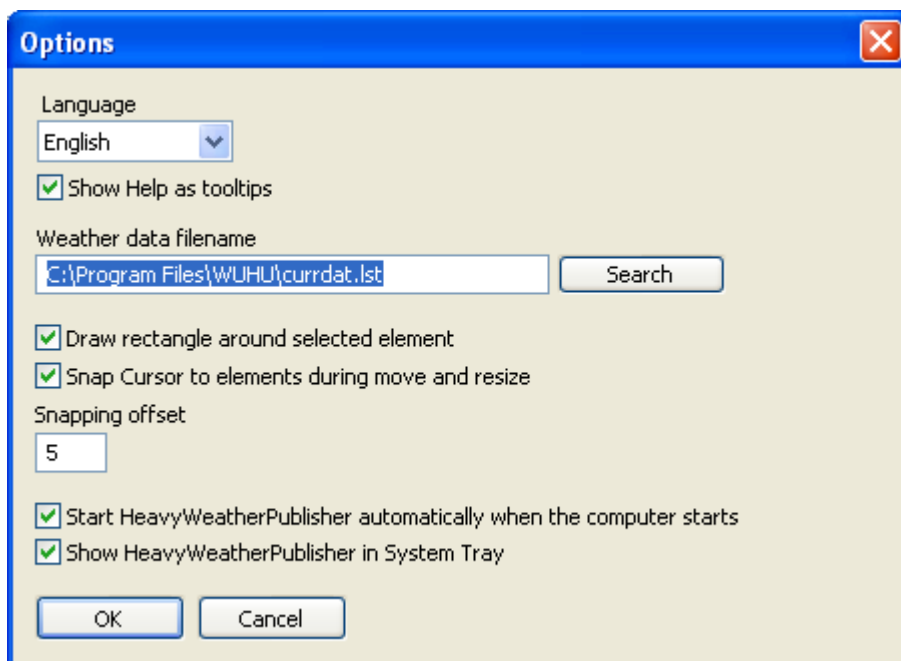 Options
Language
English
Show Help as tooltips
Weather data filename
C:\Program Files\WUHU\currdat.lst
Search
Draw rectangle around selected element
Snap Cursor to elements during move and resize
Snapping offset
5
Start HeavyWeatherPublisher automatically when the computer starts
Show HeavyWeatherPublisher in System Tray
OK Cancel